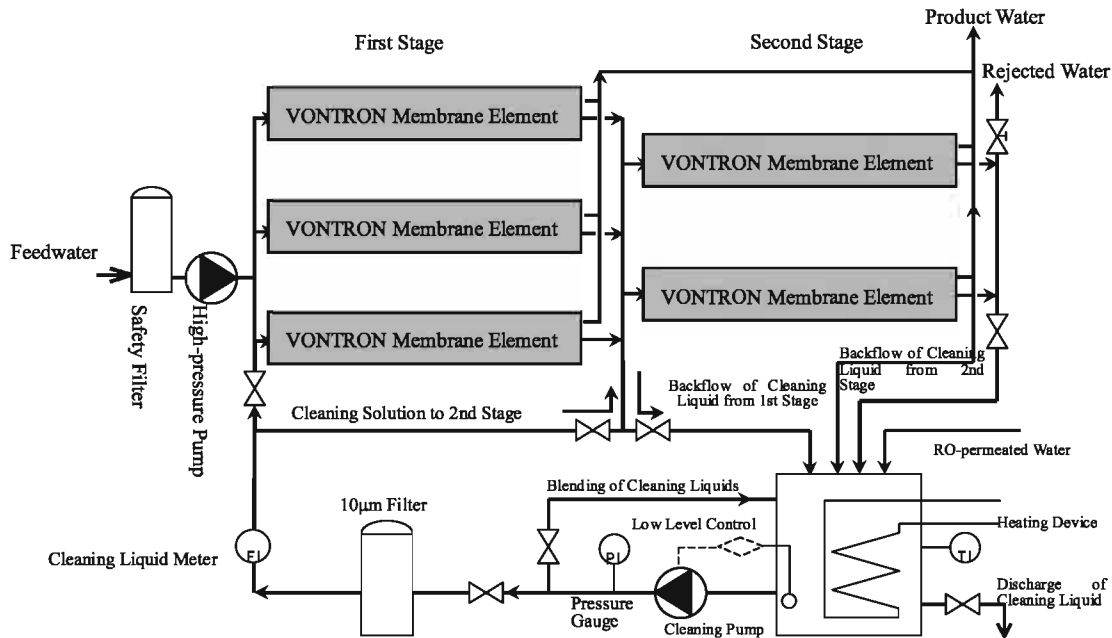 Product Water
First Stage
Second Stage
Rejected Water
VONTRON Membrane Element
VONTRON Membrane Element
VONTRON Membrane Element
VONTRON Membrane Element
VONTRON Membrane Element
Feedwater
Safety Filter
High-pressure Pump
Backflow of Cleaning
Liquid from 2nd
Stage
Backflow of Cleaning
Liquid from 1st Stage
Cleaning Solution to 2nd Stage
RO-permeated Water
Blending of Cleaning Liquids
10μm Filter
Low Level Control
Heating Device
Cleaning Liquid Meter
FI
PI
TI
Pressure
Gauge
Cleaning Pump
Discharge of
Cleaning Liquid